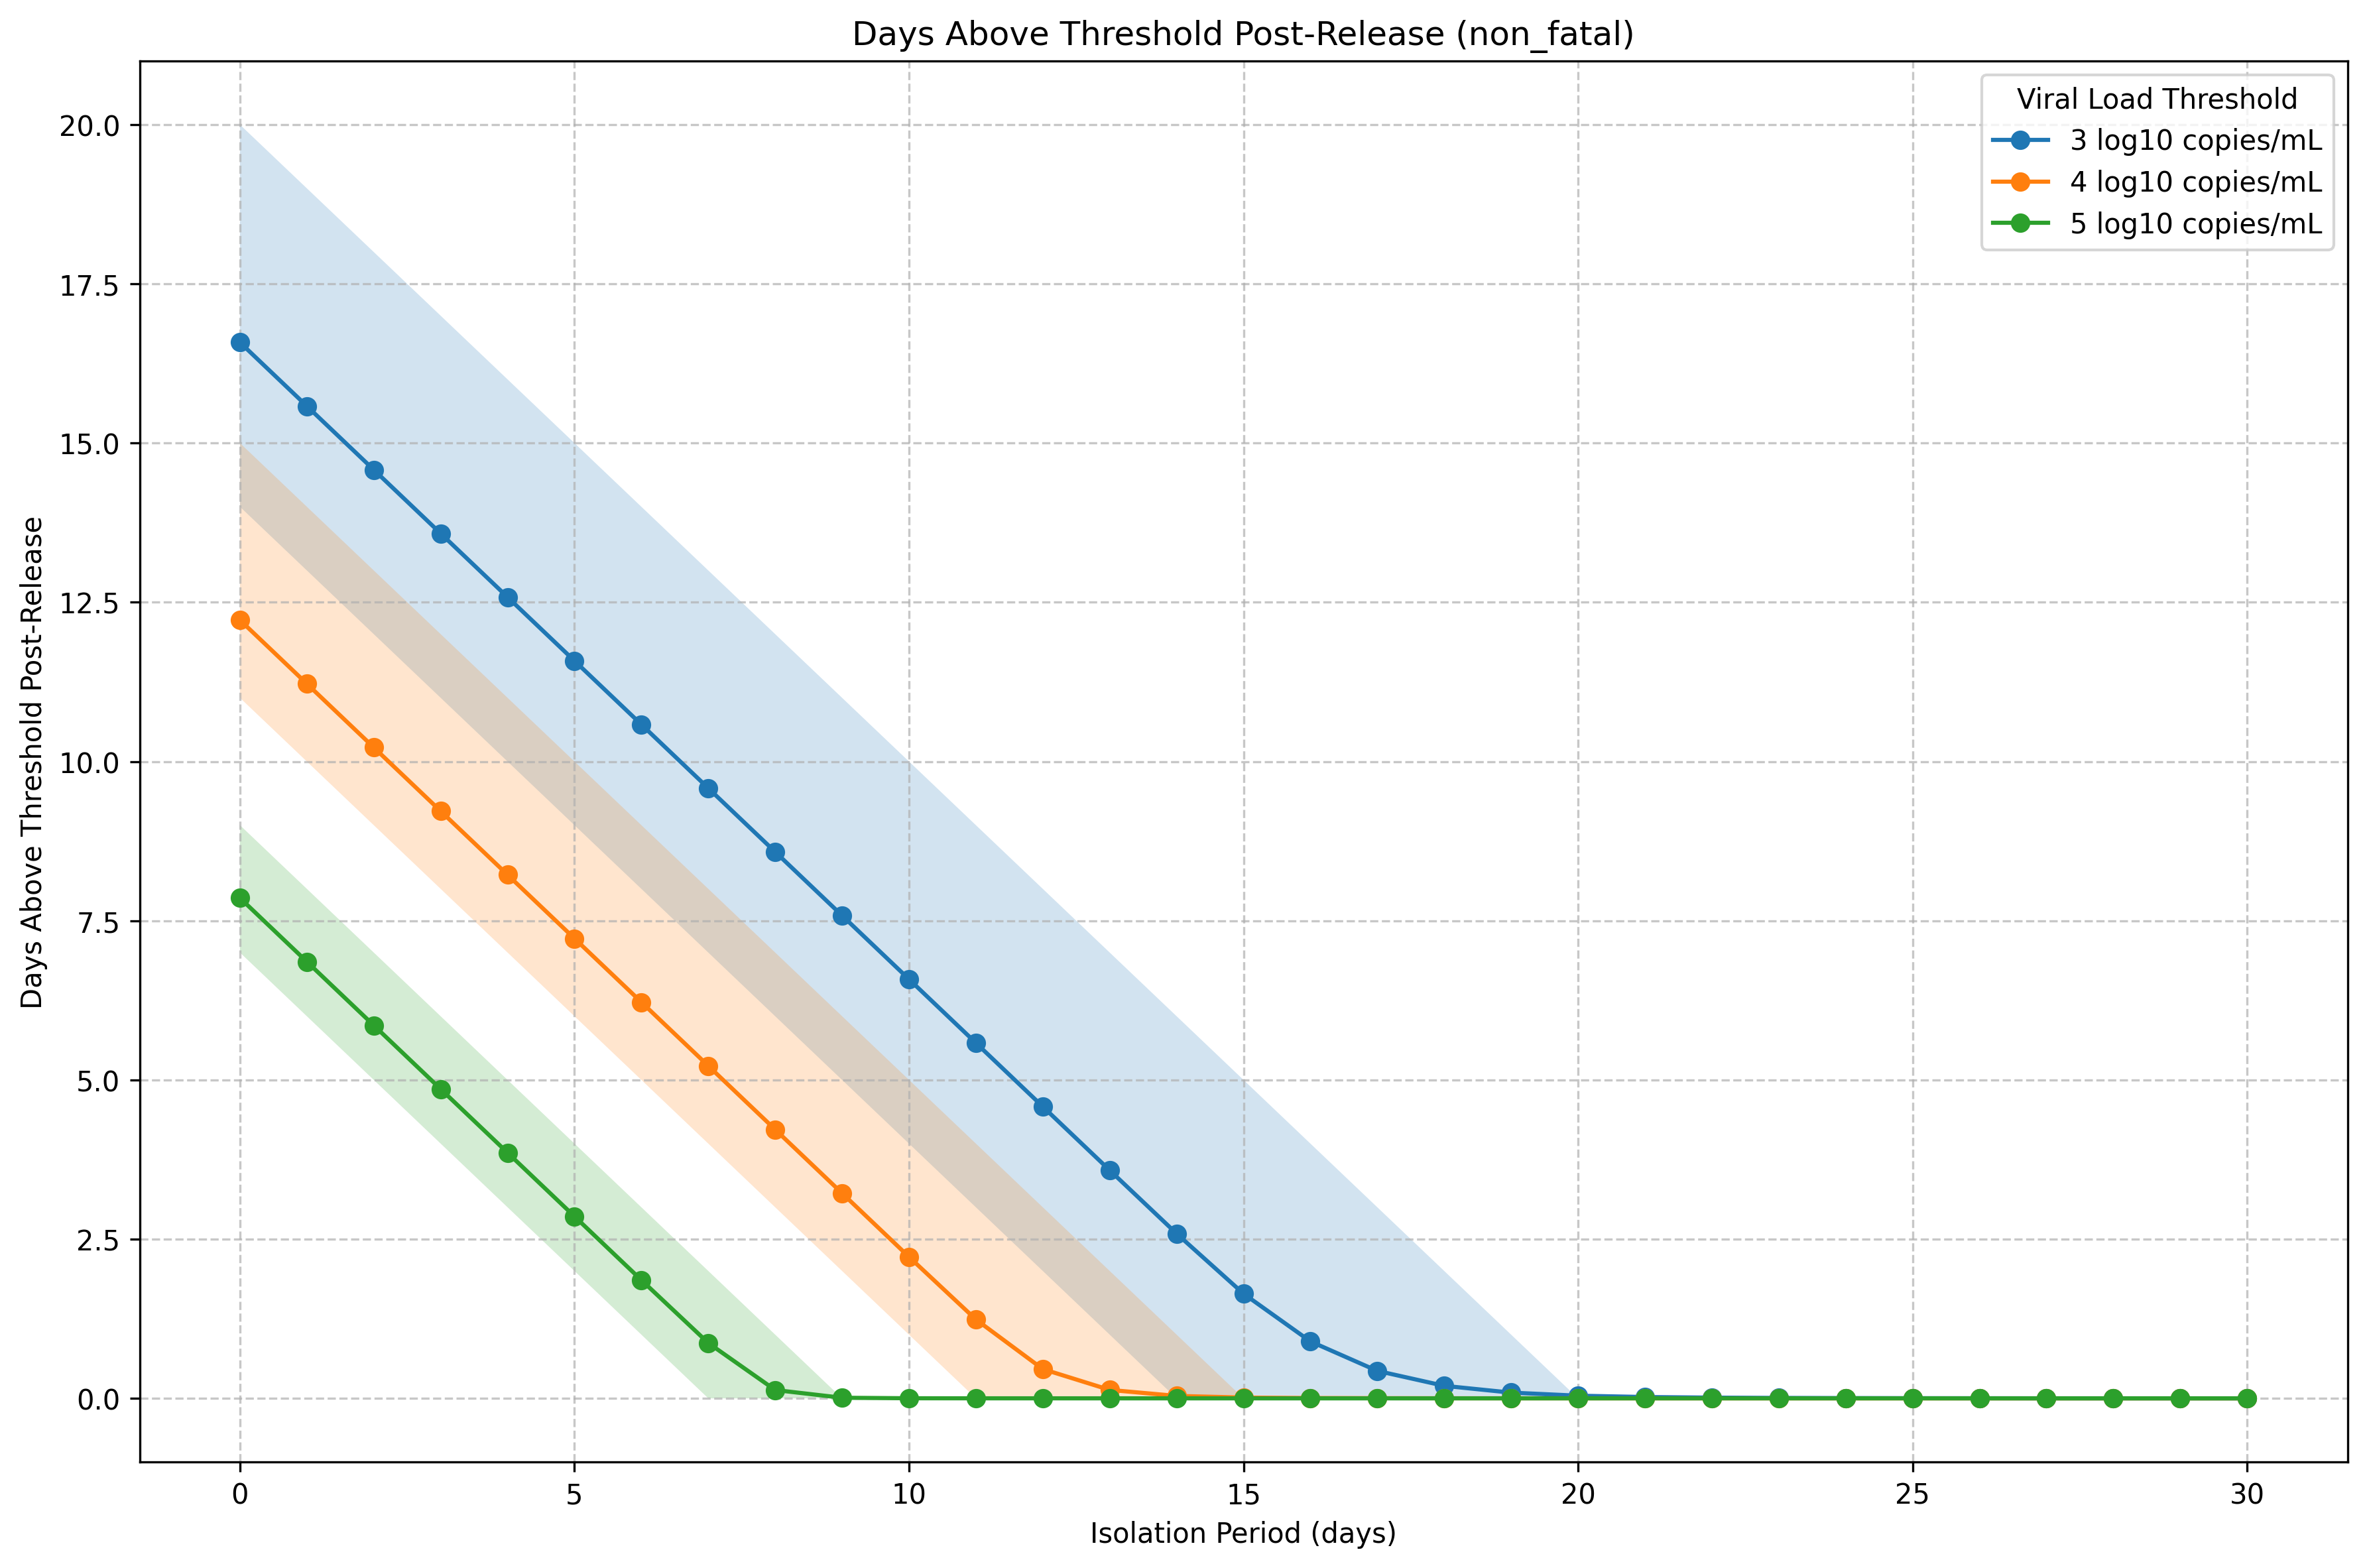 Days Above Threshold Post-Release (non_fatal)
Viral Load Threshold
3 log10 copies/mL
4 log10 copies/mL
5 log10 copies/mL
Days Above Threshold Post-Release
20.0
17.5
15.0
12.5
10.0
7.5
5.0
2.5
0.0
0 5 10 15 20 25 30
Isolation Period (days)